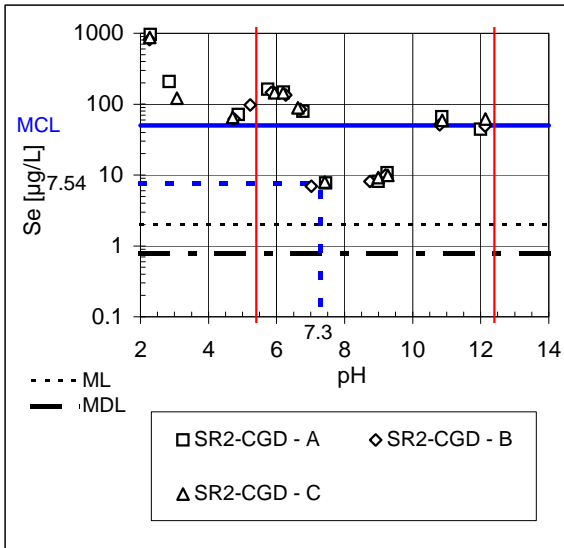 1000
100
MCL
10
7.54
1
0.1
Se [µg/L]
2 4 6 8 10 12 14
7.3
pH
ML
MDL
SR2-CGD - A
SR2-CGD - B
SR2-CGD - C